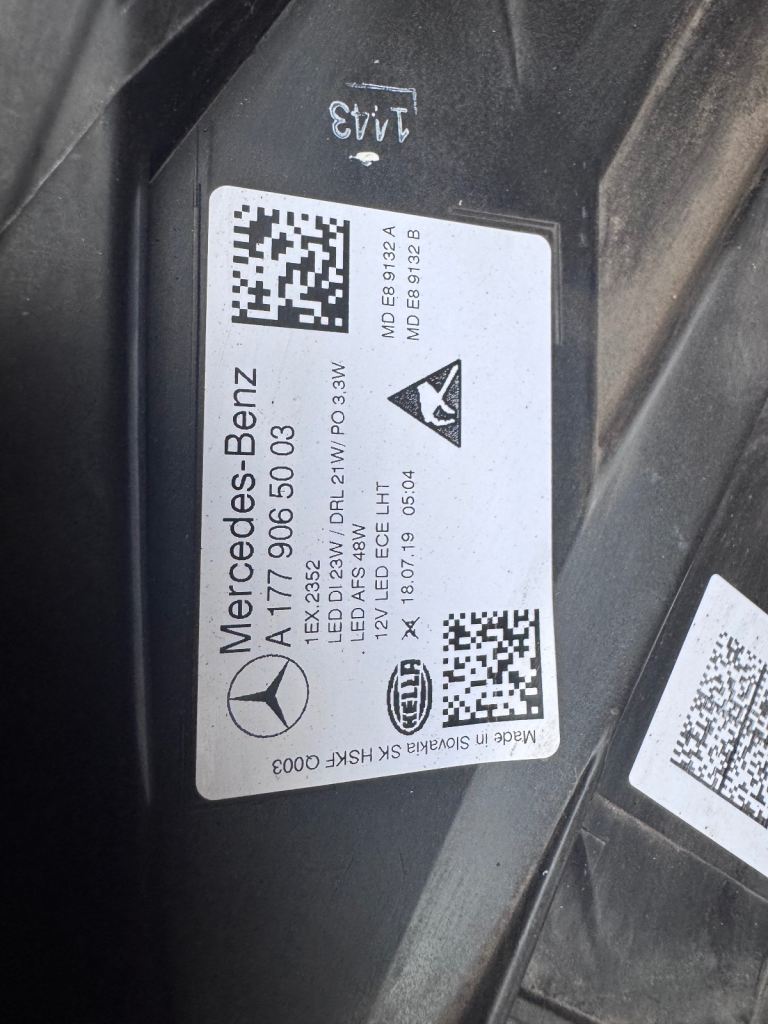 1143
Mercedes-Benz
A 177 906 50 03
1EX.2352
LED DI 23W / DRL 21W/ PO 3,3W
LED AFS 48W
12V LED ECE LHT
18.07.19 05:04
HELLA
MD E8 9132 A
MD E8 9132 B
Made in Slovakia SK HSKF Q003